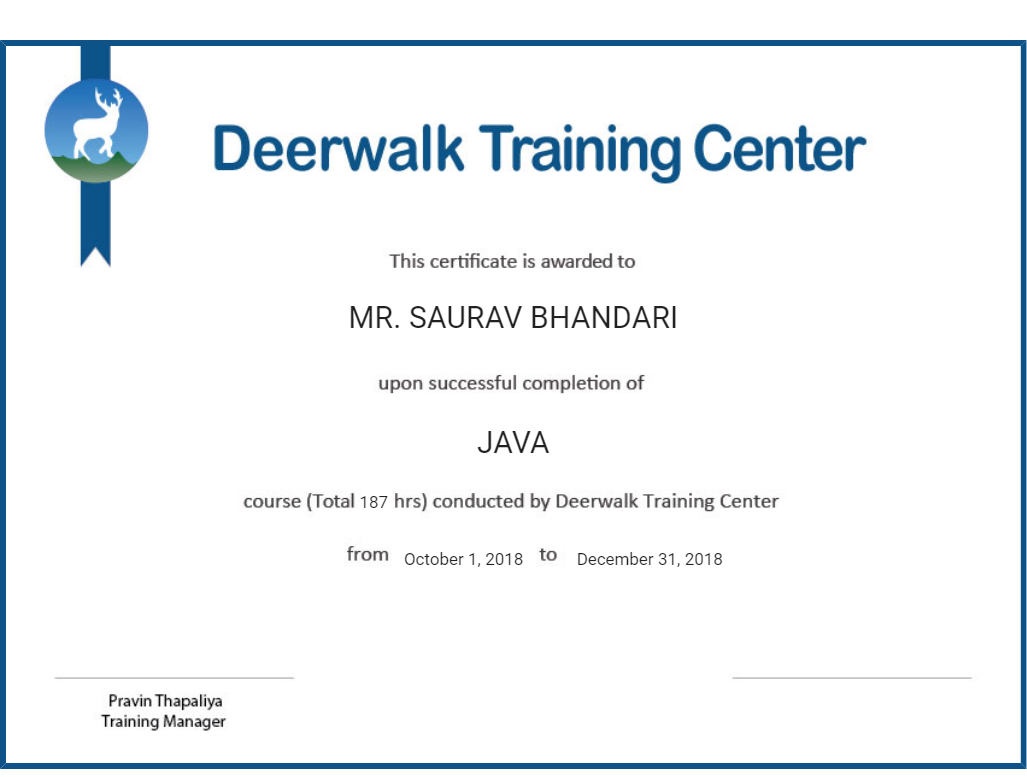 Deerwalk Training Center
This certificate is awarded to
MR. SAURAV BHANDARI
upon successful completion of
JAVA
course (Total 187 hrs) conducted by Deerwalk Training Center
from October 1, 2018 to December 31, 2018
Pravin Thapaliya
Training Manager